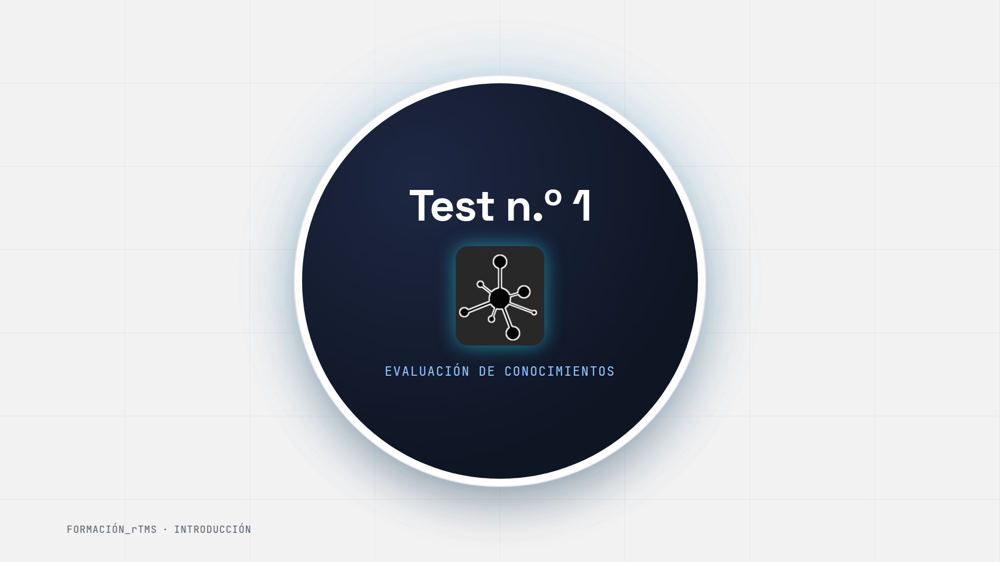 Test n.º 1
EVALUACIÓN DE CONOCIMIENTOS
FORMACIÓN_rTMS · INTRODUCCIÓN